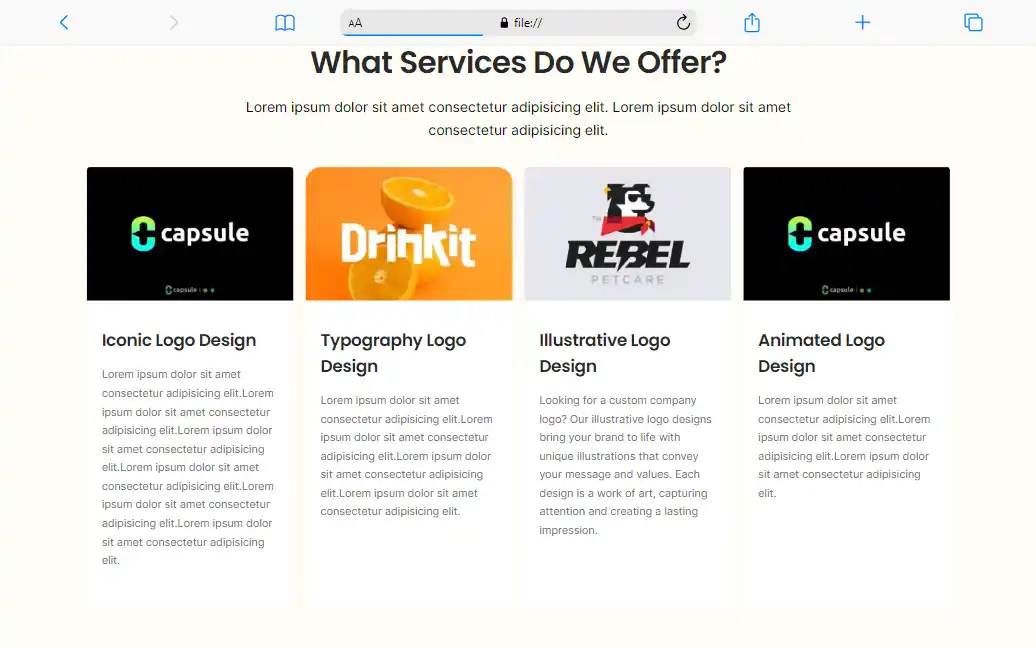 AA
file://
What Services Do We Offer?
Lorem ipsum dolor sit amet consectetur adipisicing elit. Lorem ipsum dolor sit amet
consectetur adipisicing elit.
capsule
capsule
Drinkit
TM
REBEL
PETCARE
capsule
capsule
Iconic Logo Design
Lorem ipsum dolor sit amet
consectetur adipisicing elit.Lorem
ipsum dolor sit amet consectetur
adipisicing elit.Lorem ipsum dolor
sit amet consectetur adipisicing
elit.Lorem ipsum dolor sit amet
consectetur adipisicing elit.Lorem
ipsum dolor sit amet consectetur
adipisicing elit.Lorem ipsum dolor
sit amet consectetur adipisicing
elit.
Typography Logo
Design
Lorem ipsum dolor sit amet
consectetur adipisicing elit.Lorem
ipsum dolor sit amet consectetur
adipisicing elit.Lorem ipsum dolor
sit amet consectetur adipisicing
elit.Lorem ipsum dolor sit amet
consectetur adipisicing elit.
Illustrative Logo
Design
Looking for a custom company
logo? Our illustrative logo designs
bring your brand to life with
unique illustrations that convey
your message and values. Each
design is a work of art, capturing
attention and creating a lasting
impression.
Animated Logo
Design
Lorem ipsum dolor sit amet
consectetur adipisicing elit.Lorem
ipsum dolor sit amet consectetur
adipisicing elit.Lorem ipsum dolor
sit amet consectetur adipisicing
elit.